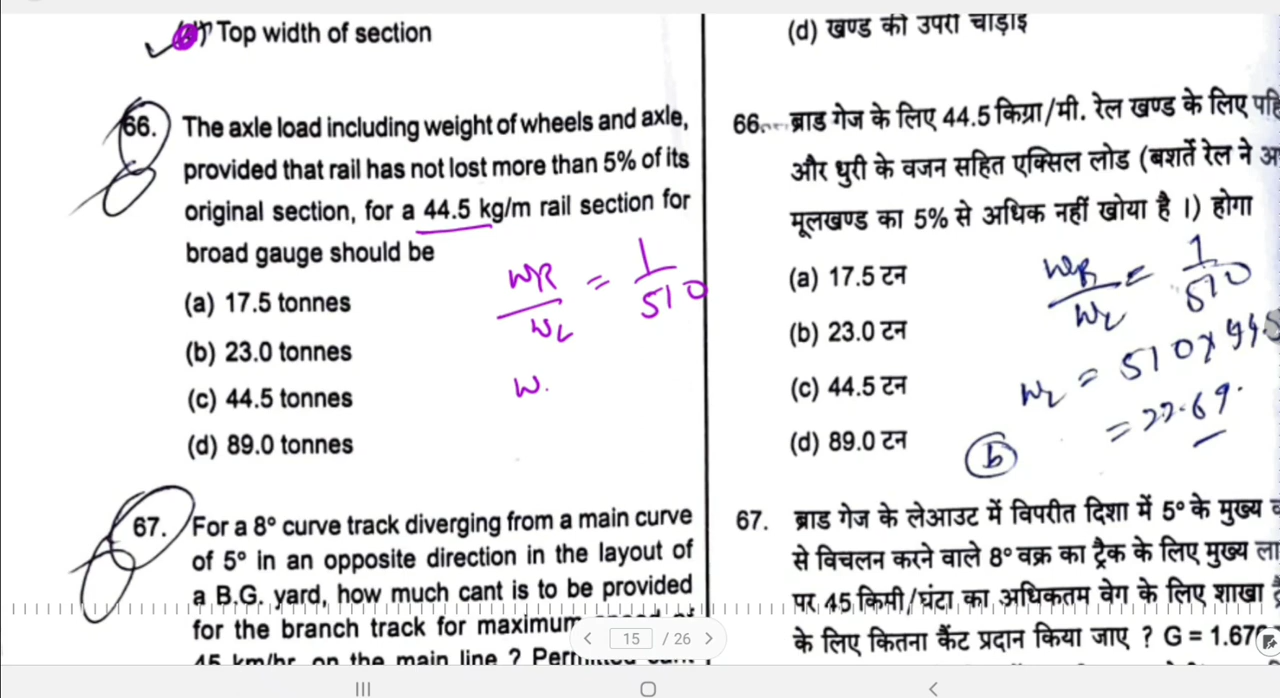 Top width of section
66. The axle load including weight of wheels and axle,
provided that rail has not lost more than 5% of its
original section, for a 44.5 kg/m rail section for
broad gauge should be
(a) 17.5 tonnes
(b) 23.0 tonnes
(c) 44.5 tonnes
(d) 89.0 tonnes
WR/WL = 1/510
W.
67. For a 8° curve track diverging from a main curve
of 5° in an opposite direction in the layout of
a B.G. yard, how much cant is to be provided
for the branch track for maximum
45 km/hr. on the main line ?
(d) खण्ड की
66. ब्राड गेज के लिए 44.5 किग्रा/मी. रेल खण्ड के लिए
और धुरी के वजन सहित एक्सिल लोड (बशर्ते रेल ने
मूलखण्ड का 5% से अधिक नहीं खोया है ।) होगा
(a) 17.5 टन
(b) 23.0 टन
(c) 44.5 टन
(d) 89.0 टन
WR/WL = 1/510
WL = 510 x 44.5
= 22.69.
b
67. ब्राड गेज के लेआउट में विपरीत दिशा में 5° के मुख्य
से विचलन करने वाले 8° वक्र का ट्रैक के लिए मुख्य
पर 45 किमी/घंटा का अधिकतम वेग के लिए शाखा
के लिए कितना कैंट प्रदान किया जाए ? G = 1.676
15 / 26